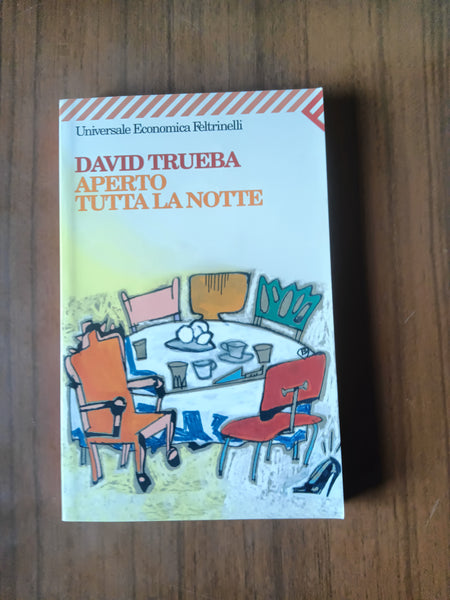 Universale Economica Feltrinelli
DAVID TRUEBA
APERTO
TUTTA LA NOTTE